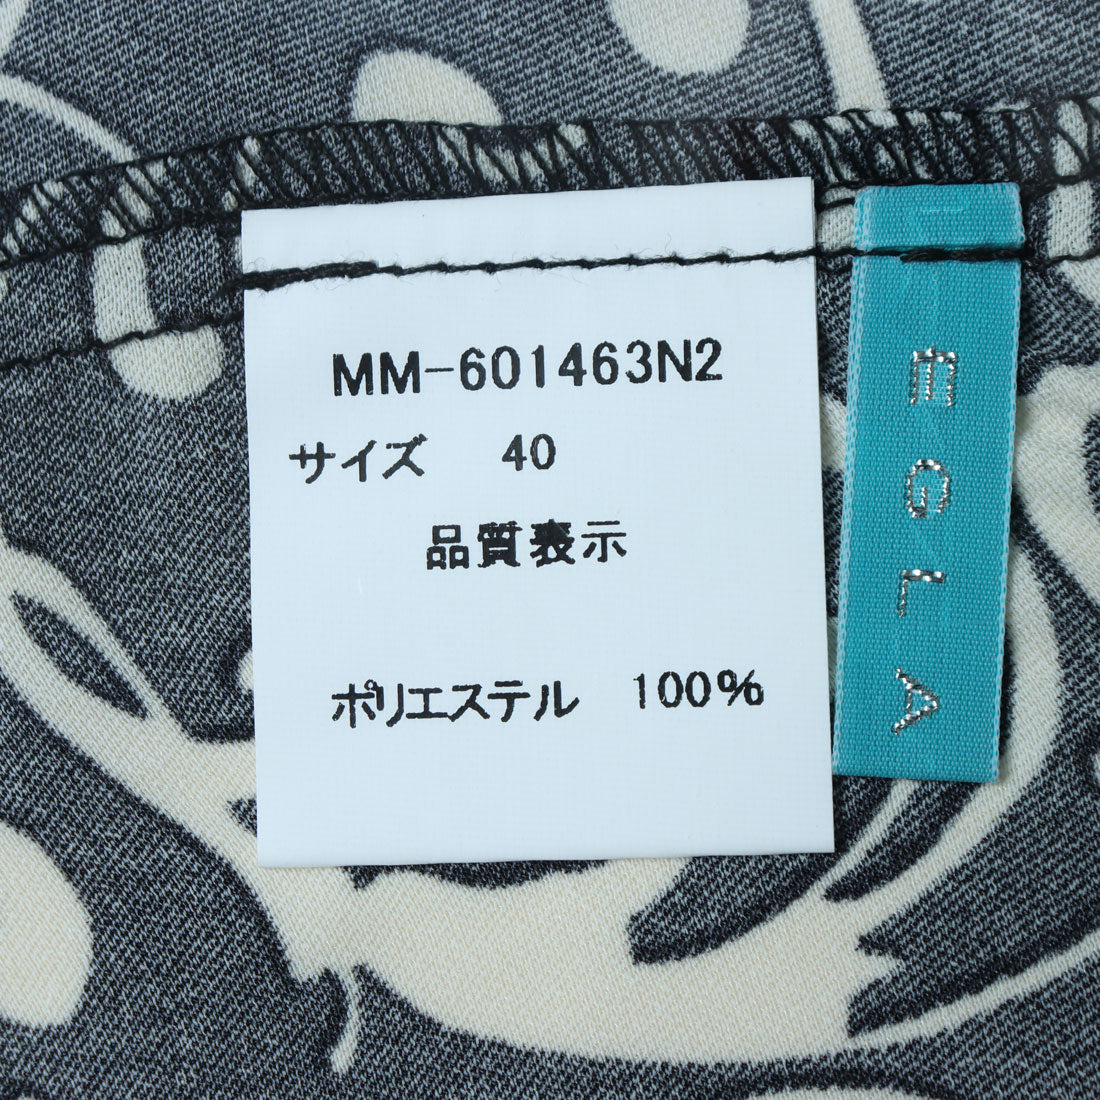 MM-601463N2
サイズ 40
品質表示
ポリエステル 100%
EGLA